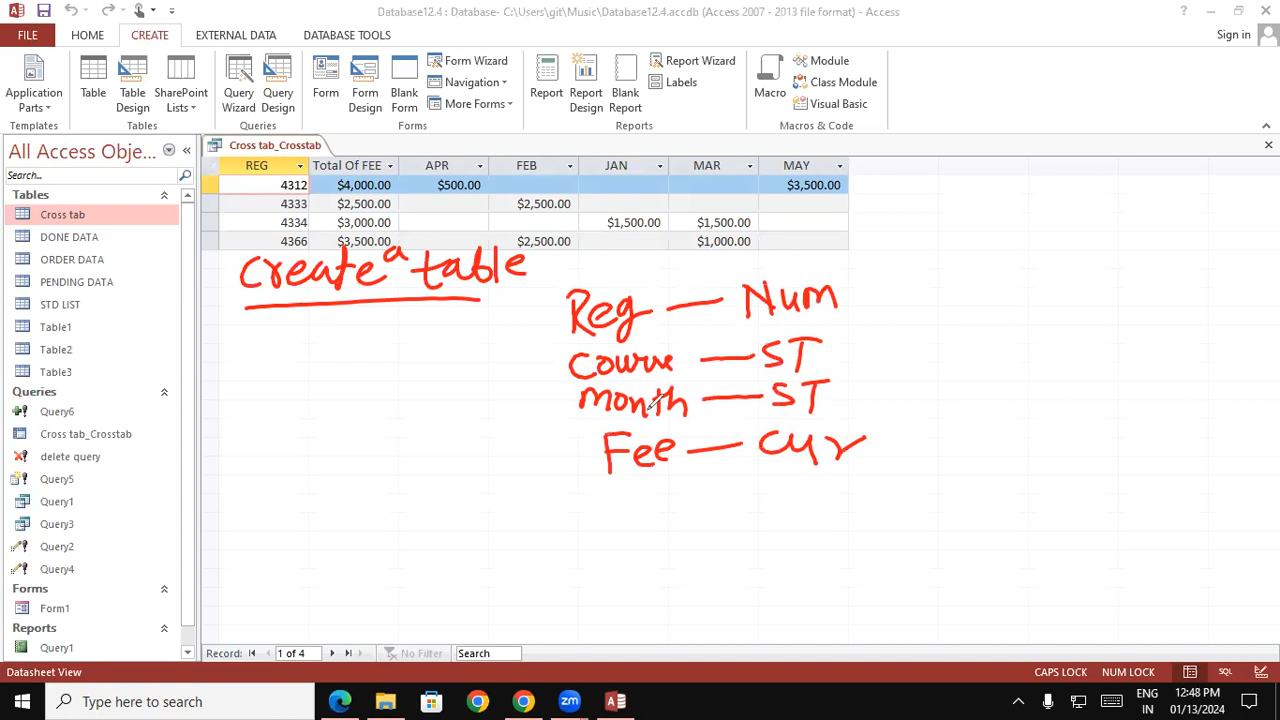 Database12.4 : Database- C:\Users\git\Music\Database12.4.accdb (Access 2007 - 2013 file format) - Access
FILE HOME CREATE EXTERNAL DATA DATABASE TOOLS Sign in
Application Parts Table Table Design SharePoint Lists Query Wizard Query Design Form Form Design Blank Form Form Wizard Navigation More Forms Report Report Design Blank Report Report Wizard Labels Macro Module Class Module Visual Basic
Templates Tables Queries Forms Reports Macros & Code
All Access Obje...
Search...
Tables
Cross tab
DONE DATA
ORDER DATA
PENDING DATA
STD LIST
Table1
Table2
Table3
Queries
Query6
Cross tab_Crosstab
delete query
Query5
Query1
Query3
Query2
Query4
Forms
Form1
Reports
Query1
Cross tab_Crosstab
REG Total Of FEE APR FEB JAN MAR MAY
4312 $4,000.00 $500.00 $3,500.00
4333 $2,500.00 $2,500.00
4334 $3,000.00 $1,500.00 $1,500.00
4366 $3,500.00 $2,500.00 $1,000.00
Create a table
Reg — Num
Course — ST
month — ST
Fee — Cur
Record: 1 of 4 No Filter Search
Datasheet View CAPS LOCK NUM LOCK SQL
Type here to search ENG IN 12:48 PM 01/13/2024